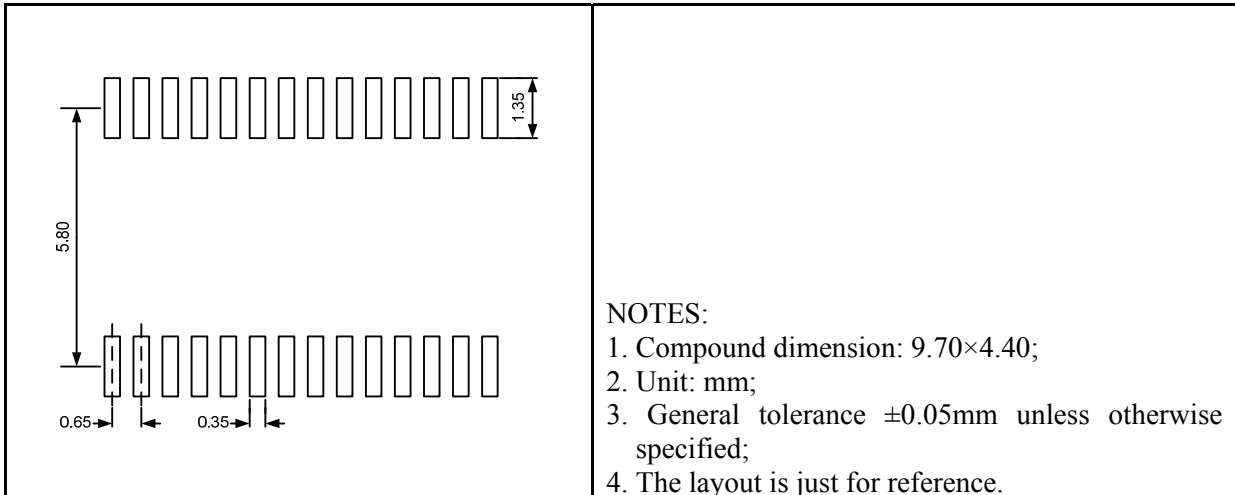 1.35
5.80
0.65
0.35
NOTES:
1. Compound dimension: 9.70×4.40;
2. Unit: mm;
3. General tolerance ±0.05mm unless otherwise
specified;
4. The layout is just for reference.